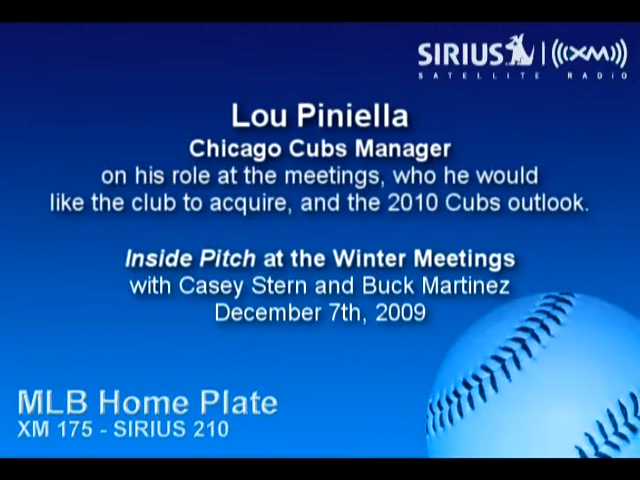 SIRIUS | ((XM))
SATELLITE RADIO
Lou Piniella
Chicago Cubs Manager
on his role at the meetings, who he would
like the club to acquire, and the 2010 Cubs outlook.
Inside Pitch at the Winter Meetings
with Casey Stern and Buck Martinez
December 7th, 2009
MLB Home Plate
XM 175 - SIRIUS 210